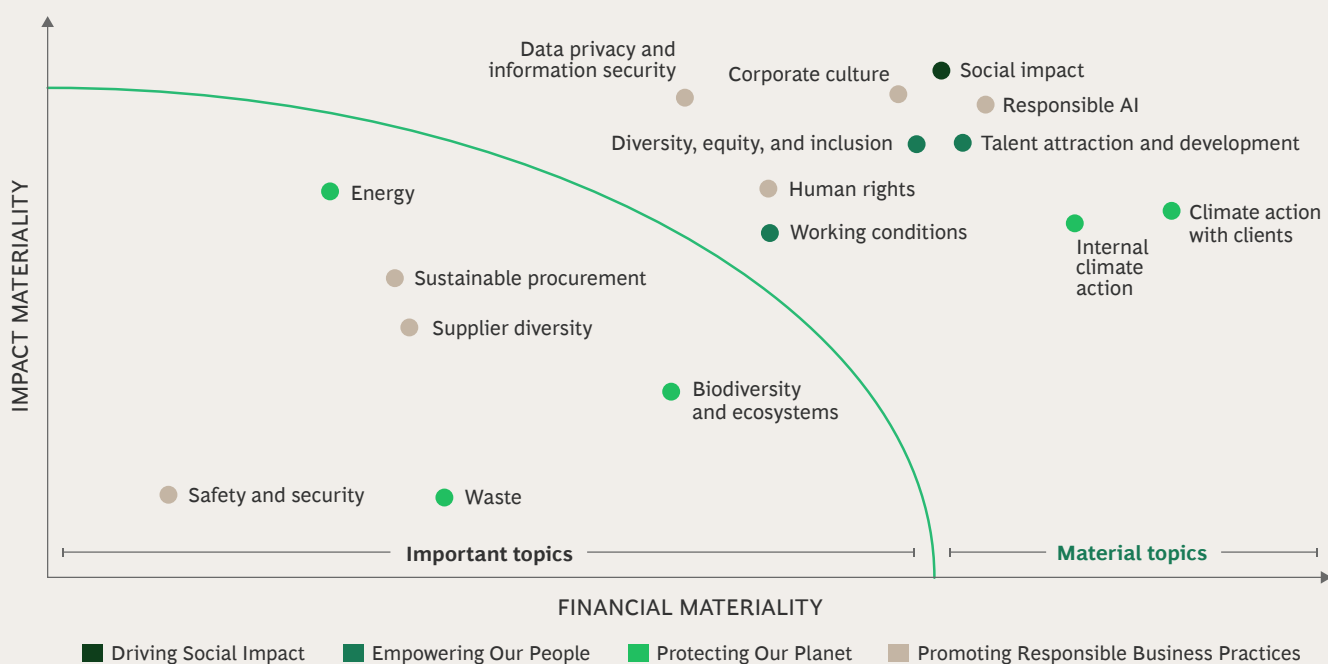 Data privacy and
information security
Corporate culture
Social impact
Responsible AI
Diversity, equity, and inclusion
Talent attraction and development
Energy
Human rights
Working conditions
Climate action
with clients
Internal
climate
action
Sustainable procurement
Supplier diversity
Biodiversity
and ecosystems
Safety and security
Waste
Important topics
Material topics
IMPACT MATERIALITY
FINANCIAL MATERIALITY
Driving Social Impact
Empowering Our People
Protecting Our Planet
Promoting Responsible Business Practices